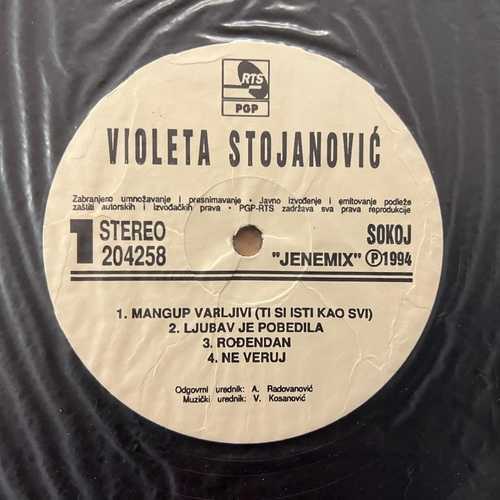 RTS
PGP
VIOLETA STOJANOVIĆ
Zabranjeno umnožavanje i presnimavanje. • Javno izvođenje i emitovanje podleže
zaštiti autorskih i izvođačkih prava • PGP-RTS zadržava sva prava reprodukcije
1 STEREO SOKOJ
204258 "JENEMIX" Ⓟ1994
1. MANGUP VARLJIVI (TI SI ISTI KAO SVI)
2. LJUBAV JE POBEDILA
3. ROĐENDAN
4. NE VERUJ
Odgovrni urednik: A. Radovanović
Muzički urednik: V. Kosanović